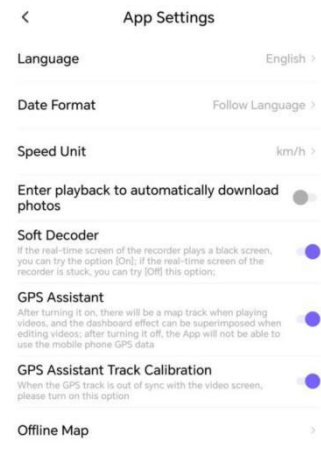 App Settings
Language English
Date Format Follow Language
Speed Unit km/h
Enter playback to automatically download
photos
Soft Decoder
If the real-time screen of the recorder plays a black screen,
you can try the option [On]; if the real-time screen of the
recorder is stuck, you can try [Off] this option;
GPS Assistant
After turning it on, there will be a map track when playing
videos, and the dashboard effect can be superimposed when
editing videos; after turning it off, the App will not be able to
use the mobile phone GPS data
GPS Assistant Track Calibration
When the GPS track is out of sync with the video screen,
please turn on this option
Offline Map